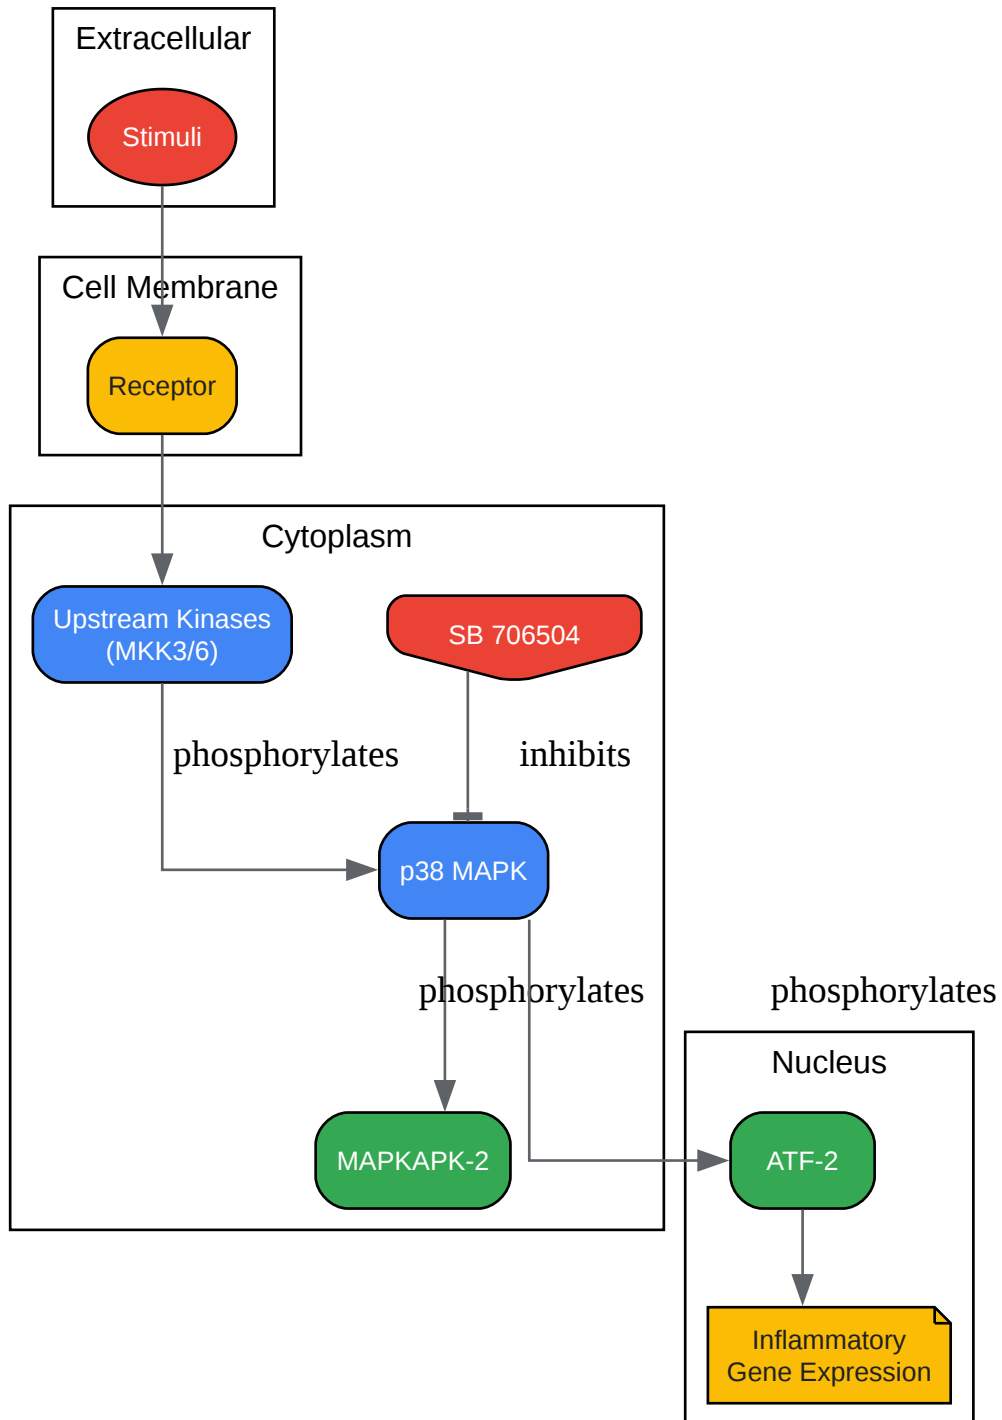 Extracellular
Stimuli
Cell Membrane
Receptor
Cytoplasm
Upstream Kinases
(MKK3/6)
SB 706504
phosphorylates
inhibits
p38 MAPK
phosphorylates
phosphorylates
Nucleus
MAPKAPK-2
ATF-2
Inflammatory
Gene Expression